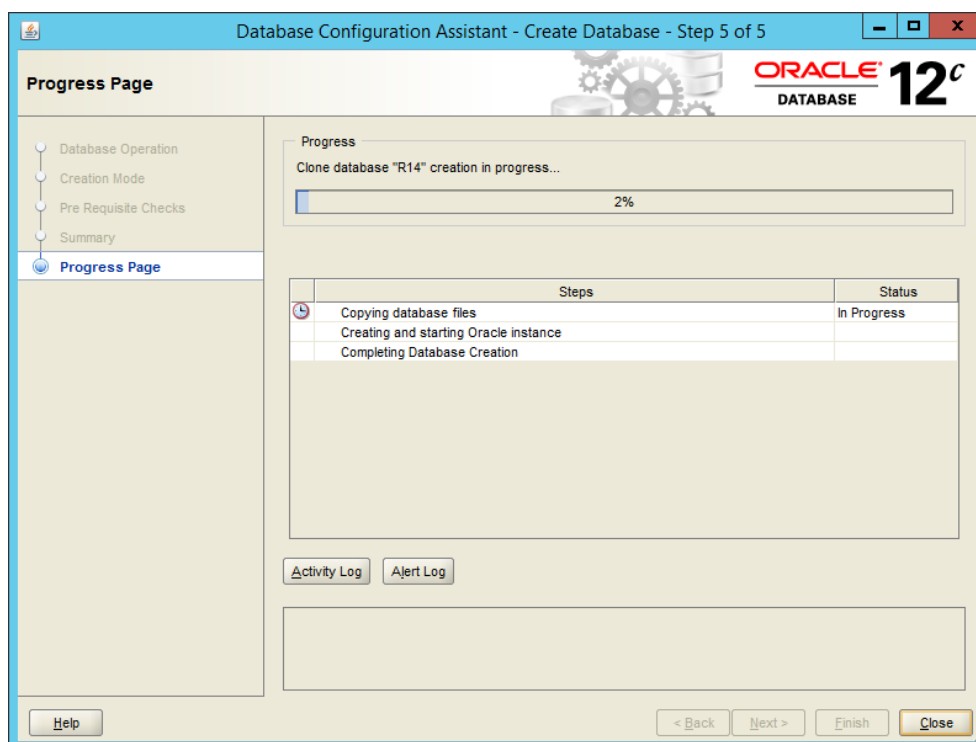 Database Configuration Assistant - Create Database - Step 5 of 5
Progress Page
ORACLE DATABASE 12c
Database Operation
Creation Mode
Pre Requisite Checks
Summary
Progress Page
Progress
Clone database "R14" creation in progress...
2%
Steps Status
Copying database files In Progress
Creating and starting Oracle instance
Completing Database Creation
Activity Log Alert Log
Help < Back Next > Finish Close